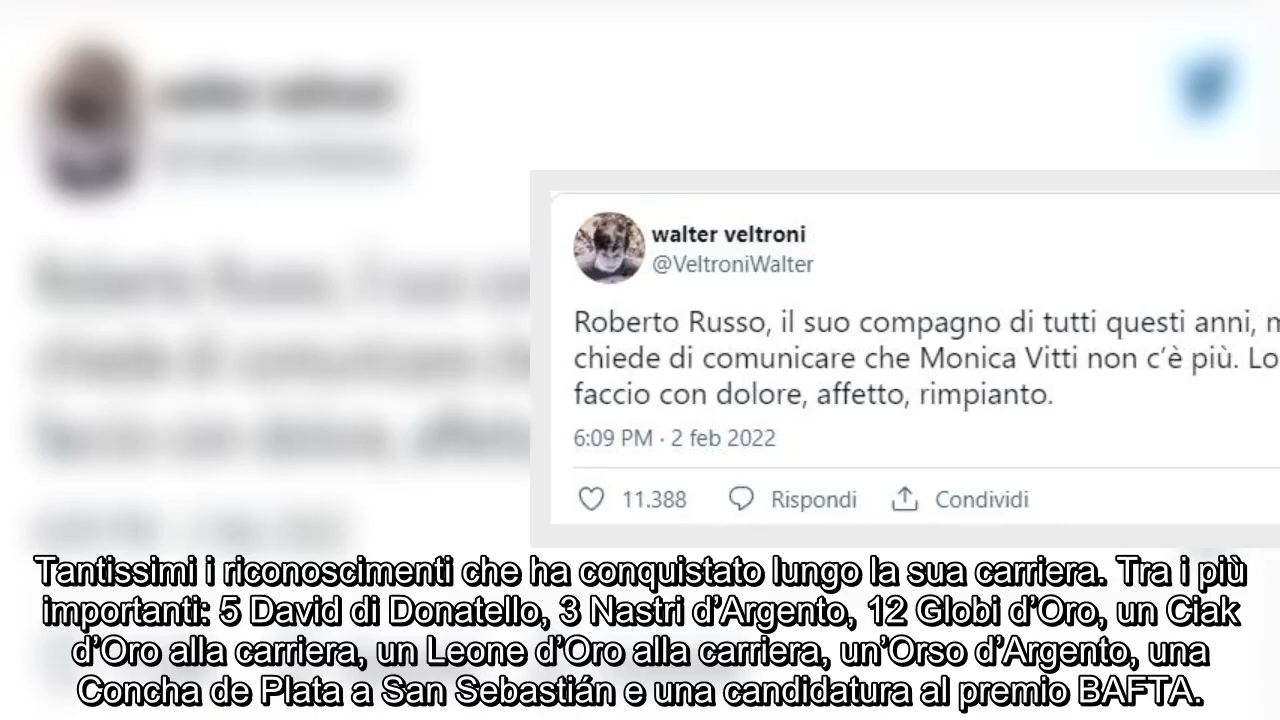 walter veltroni
@VeltroniWalter
Roberto Russo, il suo compagno di tutti questi anni,
chiede di comunicare che Monica Vitti non c'è più. Lo
faccio con dolore, affetto, rimpianto.
6:09 PM · 2 feb 2022
11.388 Rispondi Condividi
Tantissimi i riconoscimenti che ha conquistato lungo la sua carriera. Tra i più
importanti: 5 David di Donatello, 3 Nastri d'Argento, 12 Globi d'Oro, un Ciak
d'Oro alla carriera, un Leone d'Oro alla carriera, un'Orso d'Argento, una
Concha de Plata a San Sebastián e una candidatura al premio BAFTA.